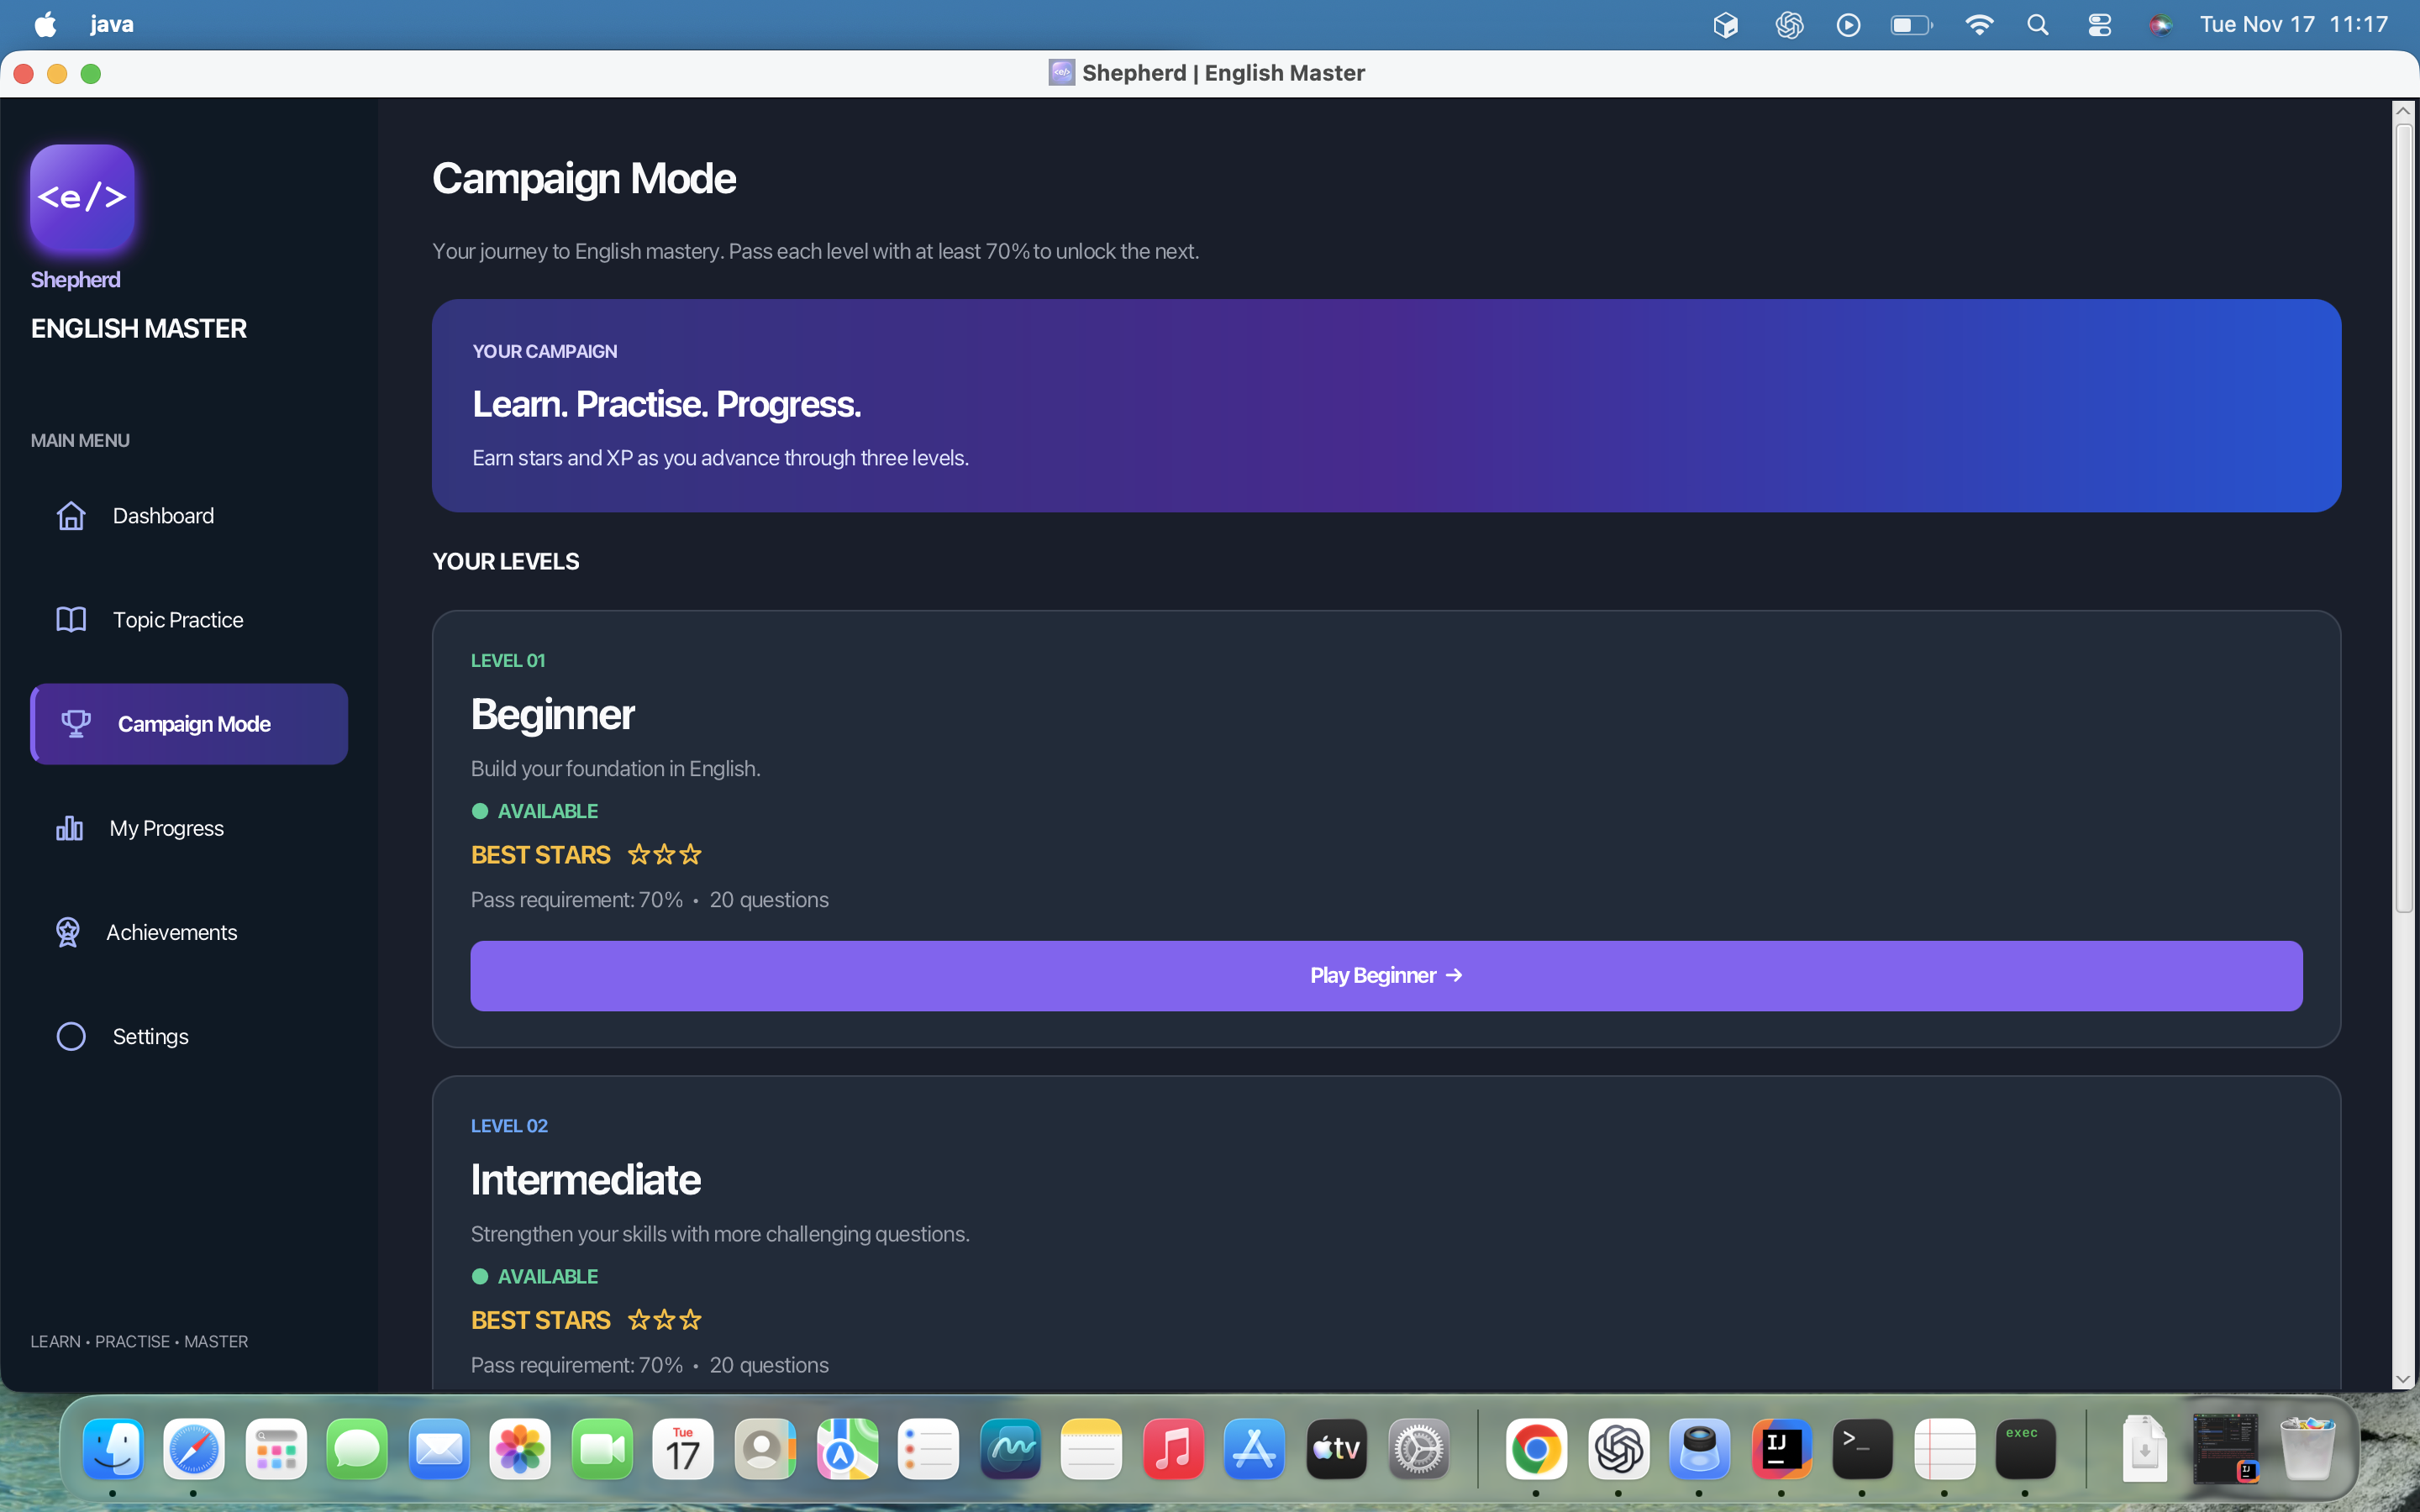 java
Tue Nov 17 11:17
<e/> Shepherd | English Master
<e/>
Shepherd
ENGLISH MASTER
MAIN MENU
Dashboard
Topic Practice
Campaign Mode
My Progress
Achievements
Settings
LEARN • PRACTISE • MASTER
Campaign Mode
Your journey to English mastery. Pass each level with at least 70% to unlock the next.
YOUR CAMPAIGN
Learn. Practise. Progress.
Earn stars and XP as you advance through three levels.
YOUR LEVELS
LEVEL 01
Beginner
Build your foundation in English.
AVAILABLE
BEST STARS ☆☆☆
Pass requirement: 70% • 20 questions
Play Beginner →
LEVEL 02
Intermediate
Strengthen your skills with more challenging questions.
AVAILABLE
BEST STARS ☆☆☆
Pass requirement: 70% • 20 questions
Tue
17
tv
IJ
>_
exec
IJ